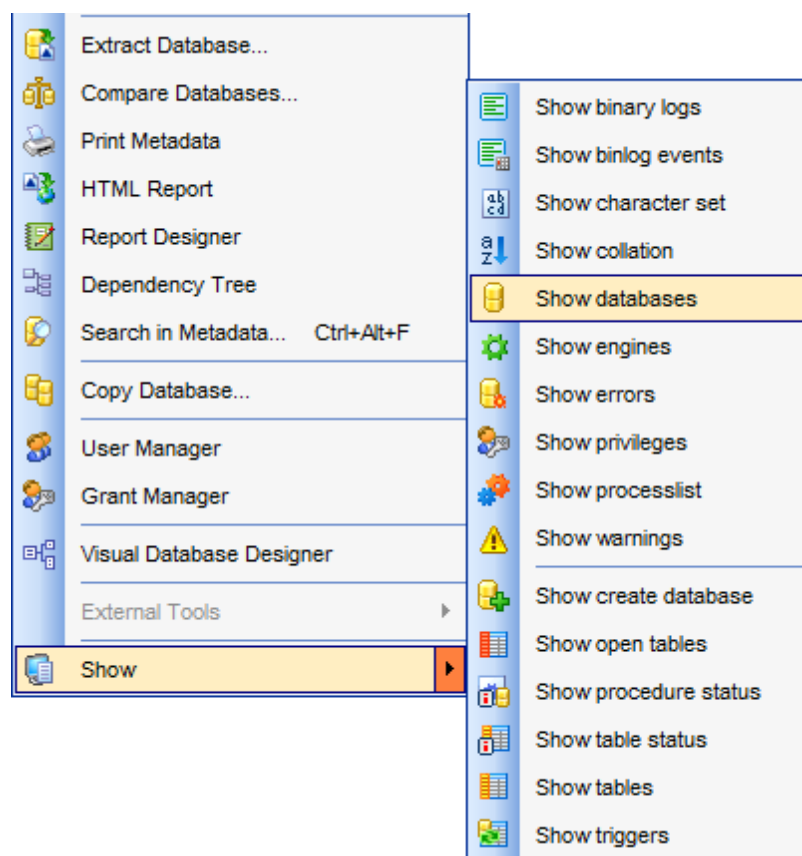 Extract Database...
Compare Databases...
Print Metadata
HTML Report
Report Designer
Dependency Tree
Search in Metadata... Ctrl+Alt+F
Copy Database...
User Manager
Grant Manager
Visual Database Designer
External Tools
Show
Show binary logs
Show binlog events
Show character set
Show collation
Show databases
Show engines
Show errors
Show privileges
Show processlist
Show warnings
Show create database
Show open tables
Show procedure status
Show table status
Show tables
Show triggers